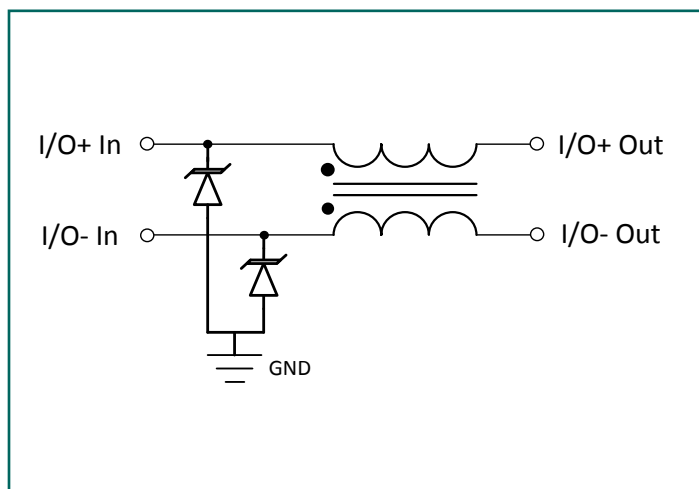 I/O+ In
I/O+ Out
I/O- In
I/O- Out
GND